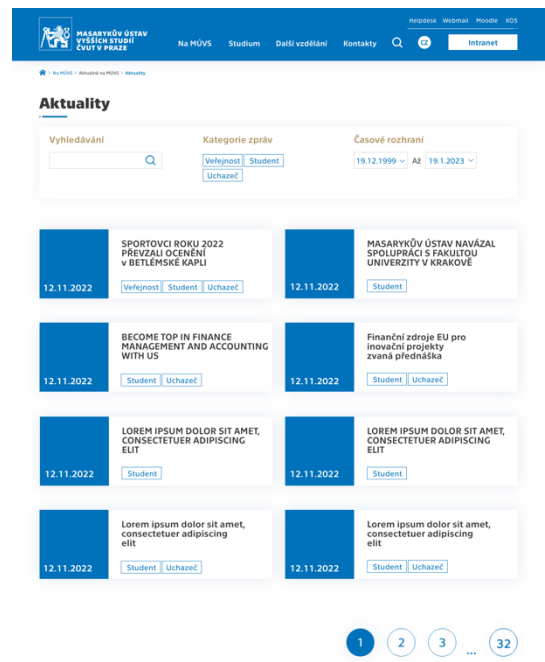 Helpdesk Webmail Moodle KOS
MASARYKŮV ÚSTAV
VYŠŠÍCH STUDIÍ
ČVUT V PRAZE
Na MÚVS Studium Další vzdělání Kontakty CZ Intranet
Na MÚVS > Aktuálně na MÚVS > Aktuality
Aktuality
Vyhledávání Kategorie zpráv Časové rozhraní
Veřejnost Student 19.12.1999 Až 19.1.2023
Uchazeč
SPORTOVCI ROKU 2022
PŘEVZALI OCENĚNÍ
v BETLÉMSKÉ KAPLI
12.11.2022 Veřejnost Student Uchazeč
MASARYKŮV ÚSTAV NAVÁZAL
SPOLUPRÁCI S FAKULTOU
UNIVERZITY V KRAKOVĚ
12.11.2022 Student
BECOME TOP IN FINANCE
MANAGEMENT AND ACCOUNTING
WITH US
12.11.2022 Student Uchazeč
Finanční zdroje EU pro
inovační projekty
zvaná přednáška
12.11.2022 Student Uchazeč
LOREM IPSUM DOLOR SIT AMET,
CONSECTETUER ADIPISCING
ELIT
12.11.2022 Student
LOREM IPSUM DOLOR SIT AMET,
CONSECTETUER ADIPISCING
ELIT
12.11.2022 Student
Lorem ipsum dolor sit amet,
consectetuer adipiscing
elit
12.11.2022 Student Uchazeč
Lorem ipsum dolor sit amet,
consectetuer adipiscing
elit
12.11.2022 Student Uchazeč
1 2 3 ... 32